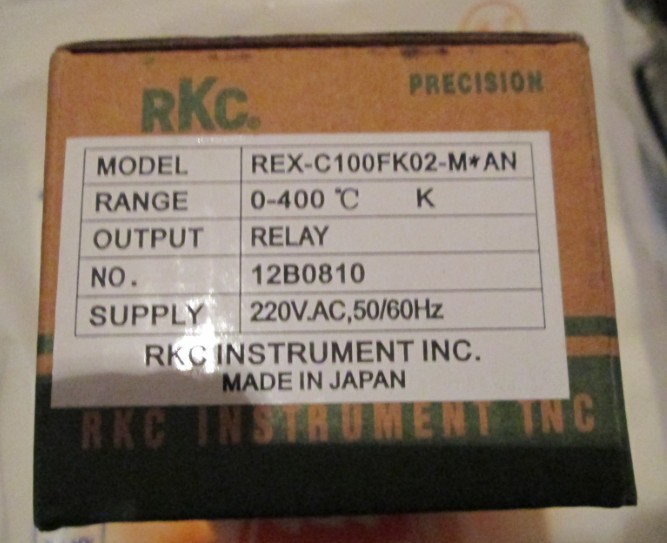 RKC.
PRECISION
MODEL REX-C100FK02-M*AN
RANGE 0-400 ℃ K
OUTPUT RELAY
NO. 12B0810
SUPPLY 220V.AC,50/60Hz
RKC INSTRUMENT INC.
MADE IN JAPAN
RKC INSTRUMENT INC